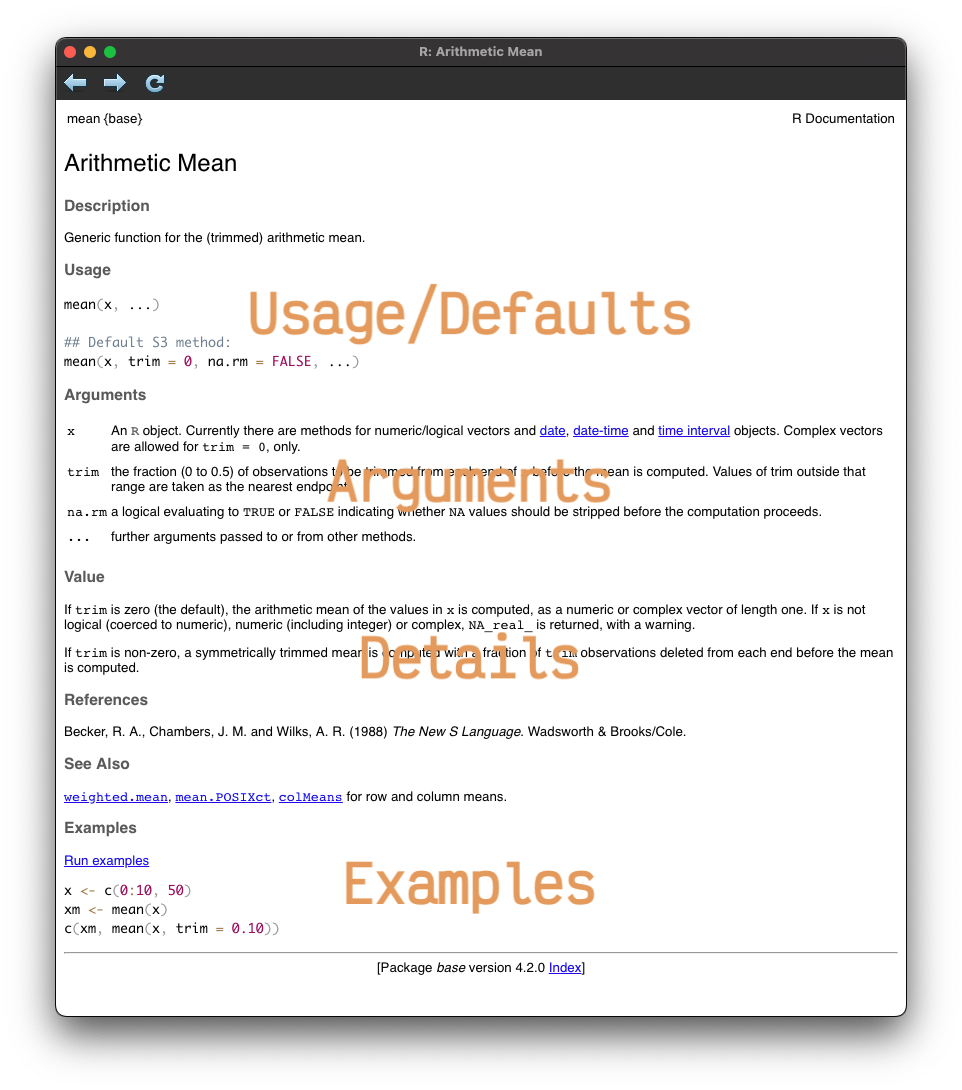 R: Arithmetic Mean
mean {base} R Documentation
Arithmetic Mean
Description
Generic function for the (trimmed) arithmetic mean.
Usage
mean(x, ...)
Usage/Defaults
## Default S3 method:
mean(x, trim = 0, na.rm = FALSE, ...)
Arguments
x An R object. Currently there are methods for numeric/logical vectors and date, date-time and time interval objects. Complex vectors
are allowed for trim = 0, only.
trim the fraction (0 to 0.5) of observations to be trimmed from each end of x before the mean is computed. Values of trim outside that
range are taken as the nearest endpoint.
Arguments
na.rm a logical evaluating to TRUE or FALSE indicating whether NA values should be stripped before the computation proceeds.
... further arguments passed to or from other methods.
Value
If trim is zero (the default), the arithmetic mean of the values in x is computed, as a numeric or complex vector of length one. If x is not
logical (coerced to numeric), numeric (including integer) or complex, NA_real_ is returned, with a warning.
If trim is non-zero, a symmetrically trimmed mean is computed with a fraction of trim observations deleted from each end before the mean
is computed.
Details
References
Becker, R. A., Chambers, J. M. and Wilks, A. R. (1988) The New S Language. Wadsworth & Brooks/Cole.
See Also
weighted.mean, mean.POSIXct, colMeans for row and column means.
Examples
Run examples
Examples
x <- c(0:10, 50)
xm <- mean(x)
c(xm, mean(x, trim = 0.10))
[Package base version 4.2.0 Index]